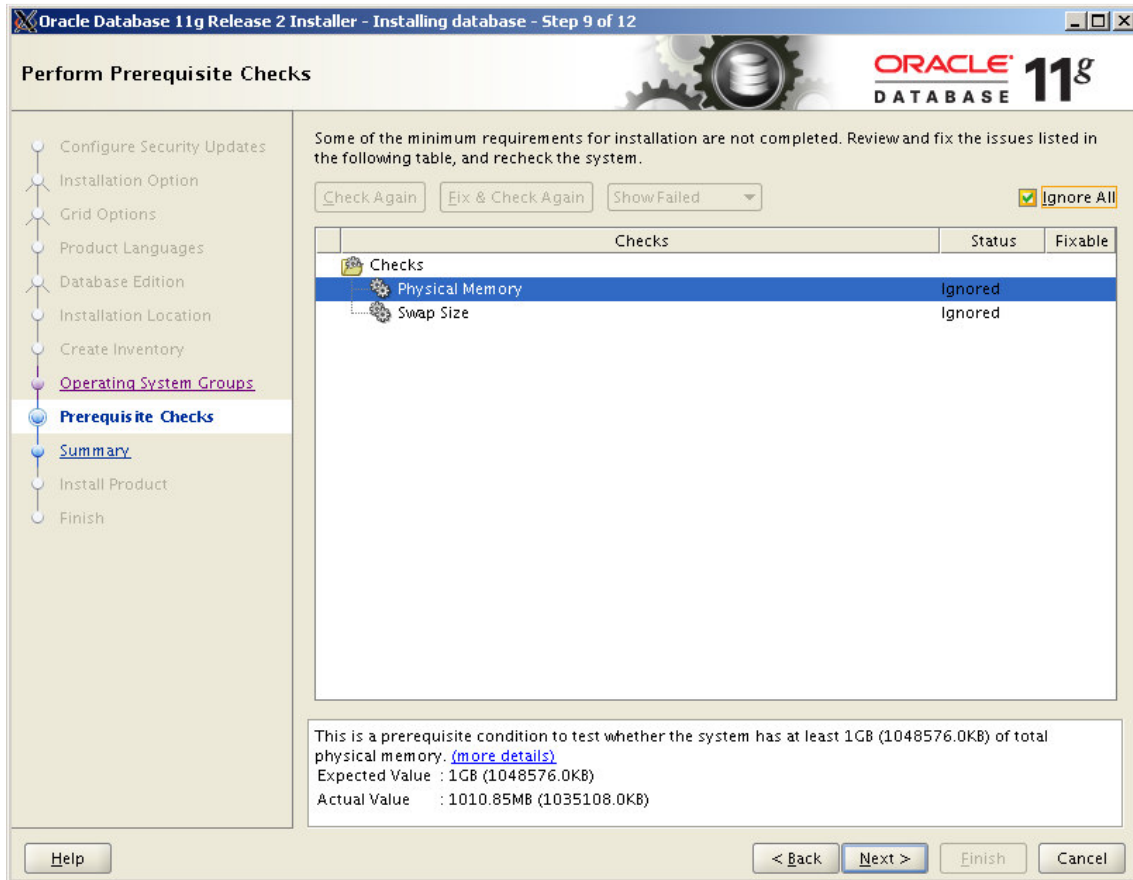 Oracle Database 11g Release 2 Installer - Installing database - Step 9 of 12
Perform Prerequisite Checks
ORACLE
DATABASE
11g
Configure Security Updates
Installation Option
Grid Options
Product Languages
Database Edition
Installation Location
Create Inventory
Operating System Groups
Prerequisite Checks
Summary
Install Product
Finish
Some of the minimum requirements for installation are not completed. Review and fix the issues listed in
the following table, and recheck the system.
Check Again Fix & Check Again Show Failed Ignore All
Checks Status Fixable
Checks
Physical Memory Ignored
Swap Size Ignored
This is a prerequisite condition to test whether the system has at least 1GB (1048576.0KB) of total
physical memory. (more details)
Expected Value : 1GB (1048576.0KB)
Actual Value : 1010.85MB (1035108.0KB)
Help < Back Next > Finish Cancel